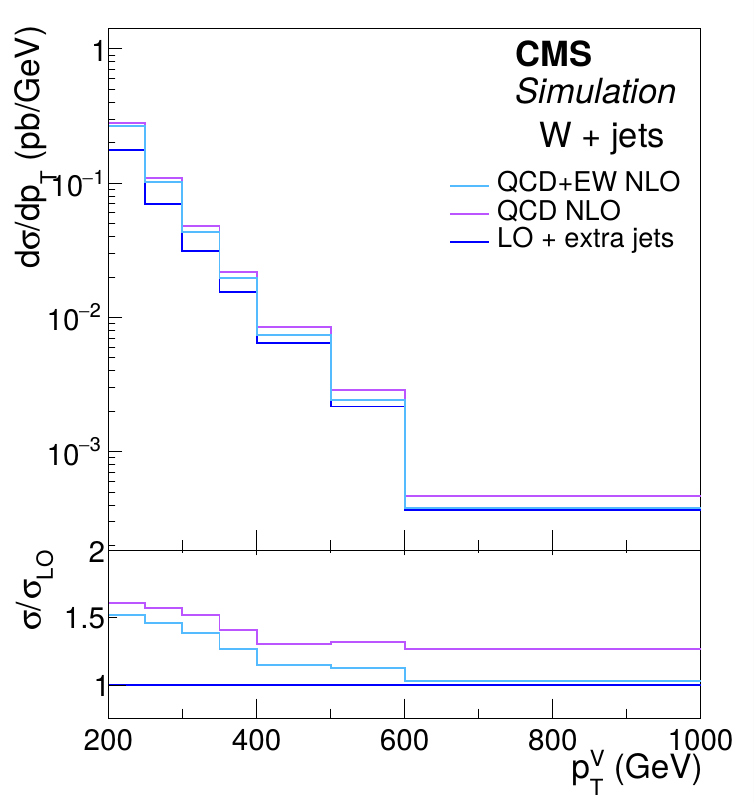 CMS
Simulation
W + jets
QCD+EW NLO
QCD NLO
LO + extra jets
dσ/dp_T (pb/GeV)
1
10^−1
10^−2
10^−3
σ/σ_LO
2
1.5
1
200 400 600 800 1000
p_T^V (GeV)